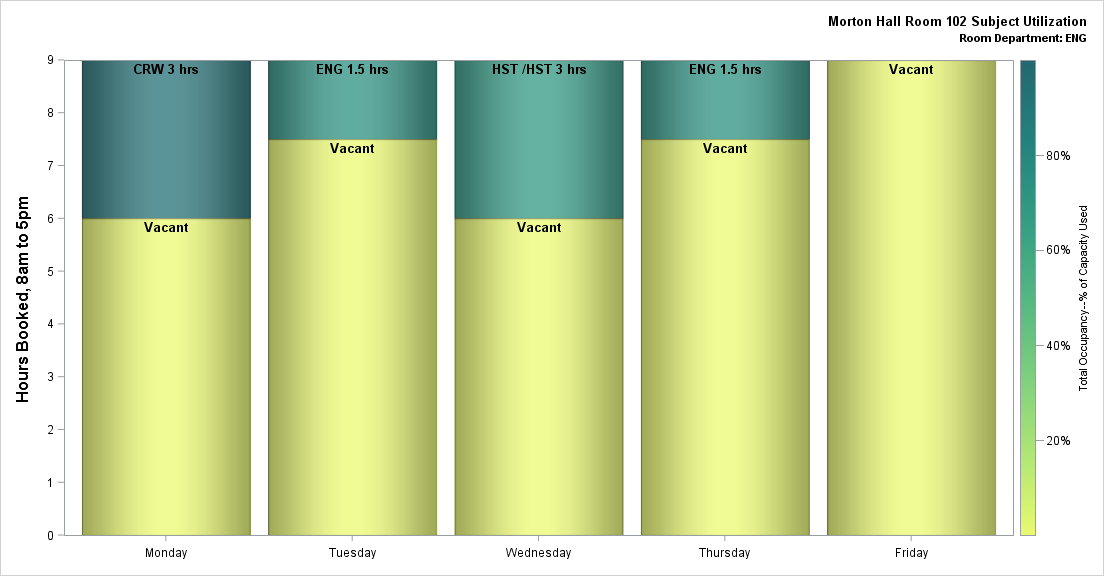 Morton Hall Room 102 Subject Utilization
Room Department: ENG
Hours Booked, 8am to 5pm
9
8
7
6
5
4
3
2
1
0
CRW 3 hrs
Vacant
ENG 1.5 hrs
Vacant
HST /HST 3 hrs
Vacant
ENG 1.5 hrs
Vacant
Vacant
Monday
Tuesday
Wednesday
Thursday
Friday
80%
60%
40%
20%
Total Occupancy--% of Capacity Used